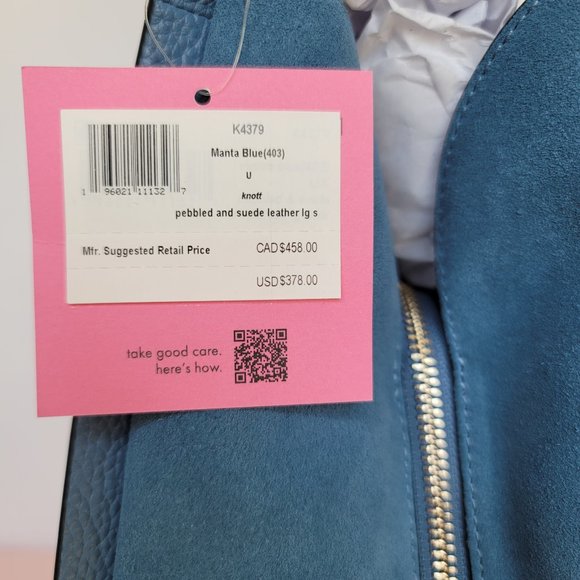 K4379
Manta Blue(403)
U
knott
pebbled and suede leather lg s
1 96021 11132 7
Mfr. Suggested Retail Price CAD$458.00
USD$378.00
take good care.
here's how.